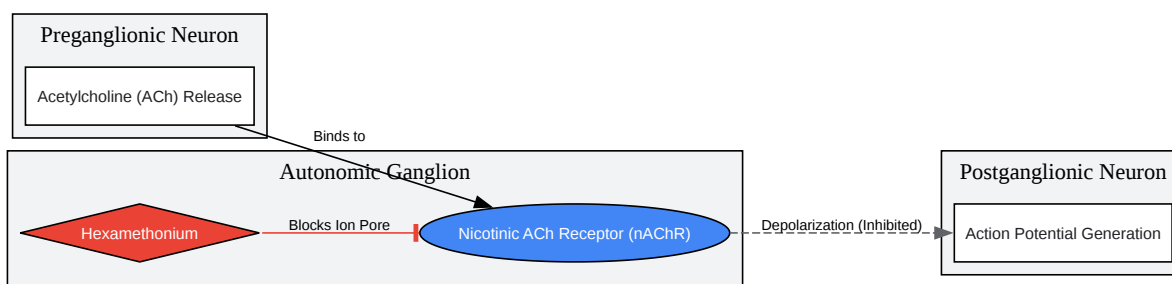 Preganglionic Neuron
Acetylcholine (ACh) Release
Binds to
Autonomic Ganglion
Hexamethonium
Blocks Ion Pore
Nicotinic ACh Receptor (nAChR)
Depolarization (Inhibited)
Postganglionic Neuron
Action Potential Generation